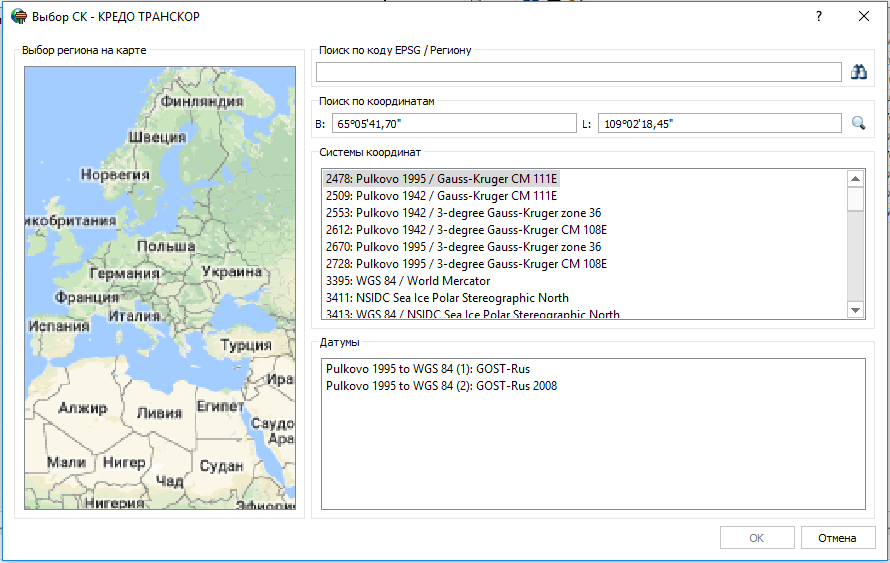 Выбор СК - КРЕДО ТРАНСКОР
?
Выбор региона на карте
Финляндия
Швеция
Норвегия
икобритания
Польша
Германия
Украина
Франция
Италия
Испания
Турция
Ира
Алжир
Ливия
Египет
Саудо
Ара
Мали
Нигер
Судан
Чад
Нигерия
Эфиопия
Поиск по коду EPSG / Региону
Поиск по координатам
B: 65°05'41,70" L: 109°02'18,45"
Системы координат
2478: Pulkovo 1995 / Gauss-Kruger CM 111E
2509: Pulkovo 1942 / Gauss-Kruger CM 111E
2553: Pulkovo 1942 / 3-degree Gauss-Kruger zone 36
2612: Pulkovo 1942 / 3-degree Gauss-Kruger CM 108E
2670: Pulkovo 1995 / 3-degree Gauss-Kruger zone 36
2728: Pulkovo 1995 / 3-degree Gauss-Kruger CM 108E
3395: WGS 84 / World Mercator
3411: NSIDC Sea Ice Polar Stereographic North
3413: WGS 84 / NSIDC Sea Ice Polar Stereographic North
Датумы
Pulkovo 1995 to WGS 84 (1): GOST-Rus
Pulkovo 1995 to WGS 84 (2): GOST-Rus 2008
OK
Отмена